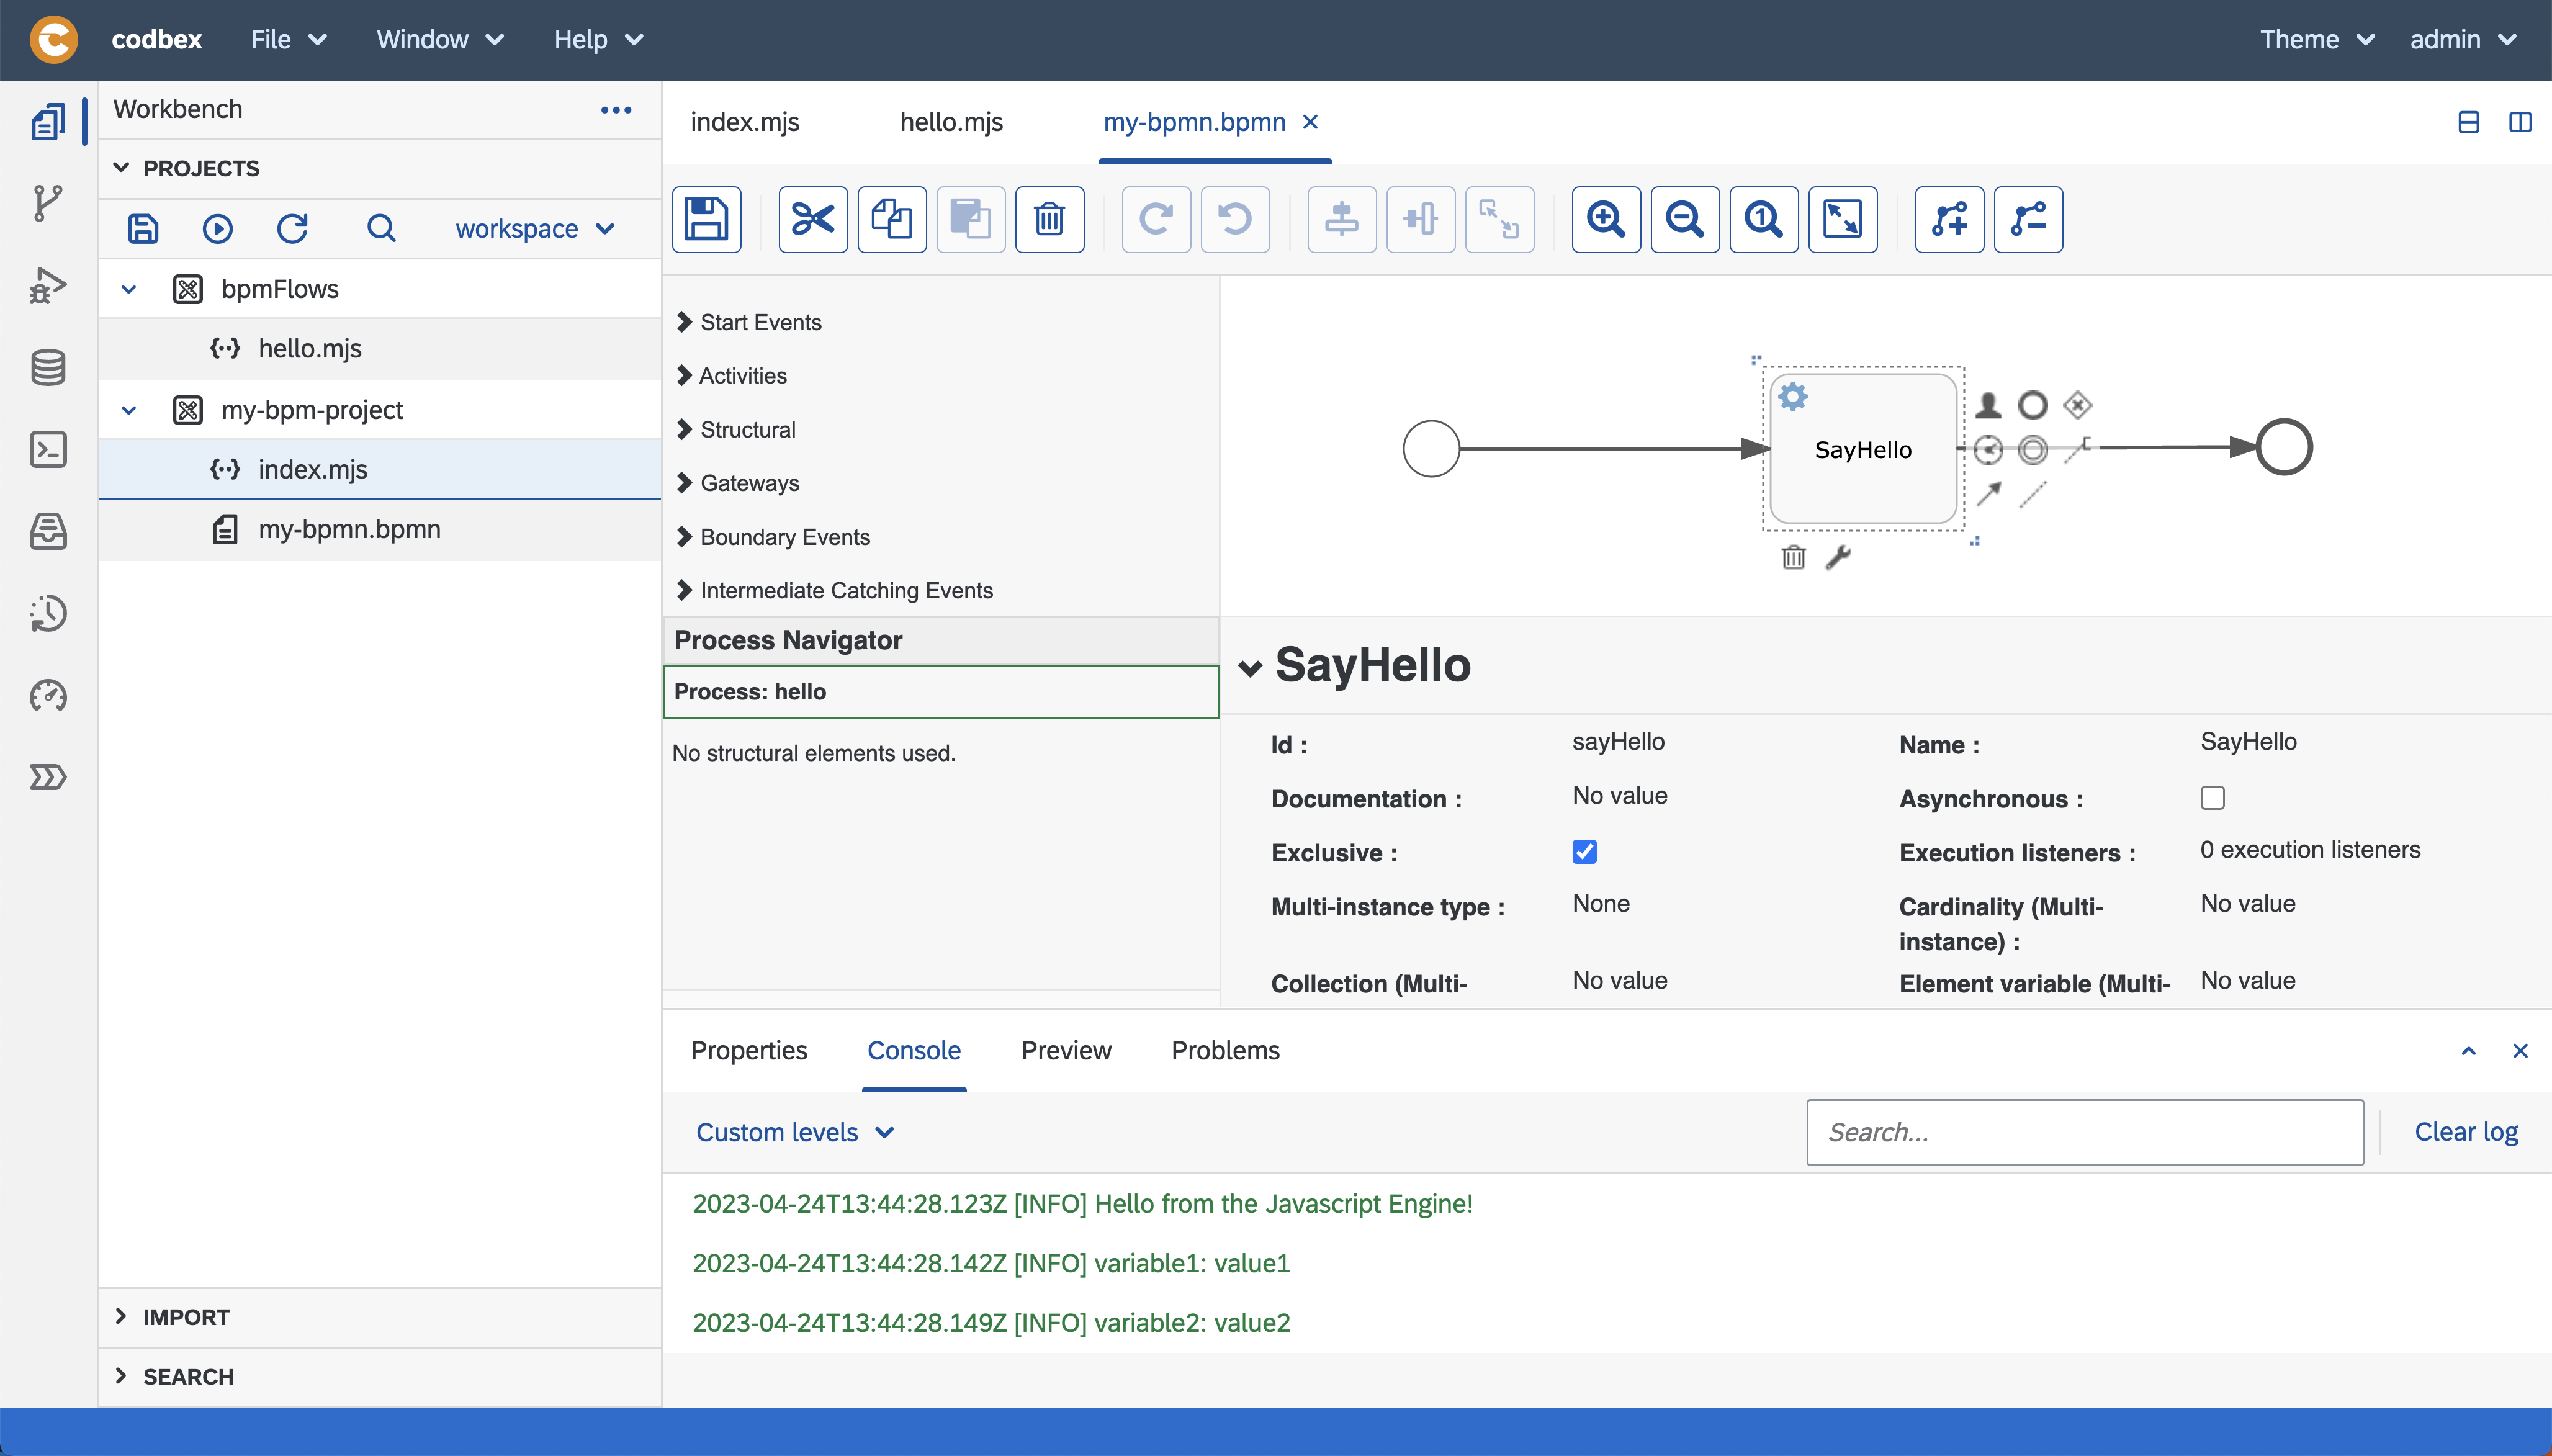 codbex File Window Help Theme admin
Workbench
PROJECTS
workspace
bpmFlows
hello.mjs
my-bpm-project
index.mjs
my-bpmn.bpmn
IMPORT
SEARCH
index.mjs hello.mjs my-bpmn.bpmn
Start Events
Activities
Structural
Gateways
Boundary Events
Intermediate Catching Events
Process Navigator
Process: hello
No structural elements used.
SayHello
SayHello
Id : sayHello Name : SayHello
Documentation : No value Asynchronous :
Exclusive : Execution listeners : 0 execution listeners
Multi-instance type : None Cardinality (Multi- No value
instance) :
Collection (Multi- No value Element variable (Multi- No value
Properties Console Preview Problems
Custom levels Search... Clear log
2023-04-24T13:44:28.123Z [INFO] Hello from the Javascript Engine!
2023-04-24T13:44:28.142Z [INFO] variable1: value1
2023-04-24T13:44:28.149Z [INFO] variable2: value2